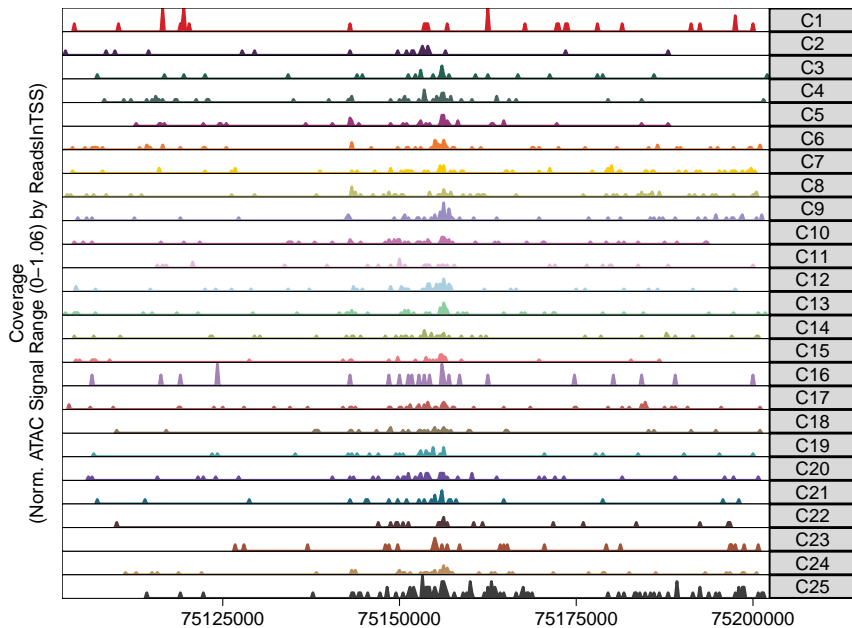 Coverage
(Norm. ATAC Signal Range (0–1.06) by ReadsInTSS)
C1
C2
C3
C4
C5
C6
C7
C8
C9
C10
C11
C12
C13
C14
C15
C16
C17
C18
C19
C20
C21
C22
C23
C24
C25
75125000 75150000 75175000 75200000